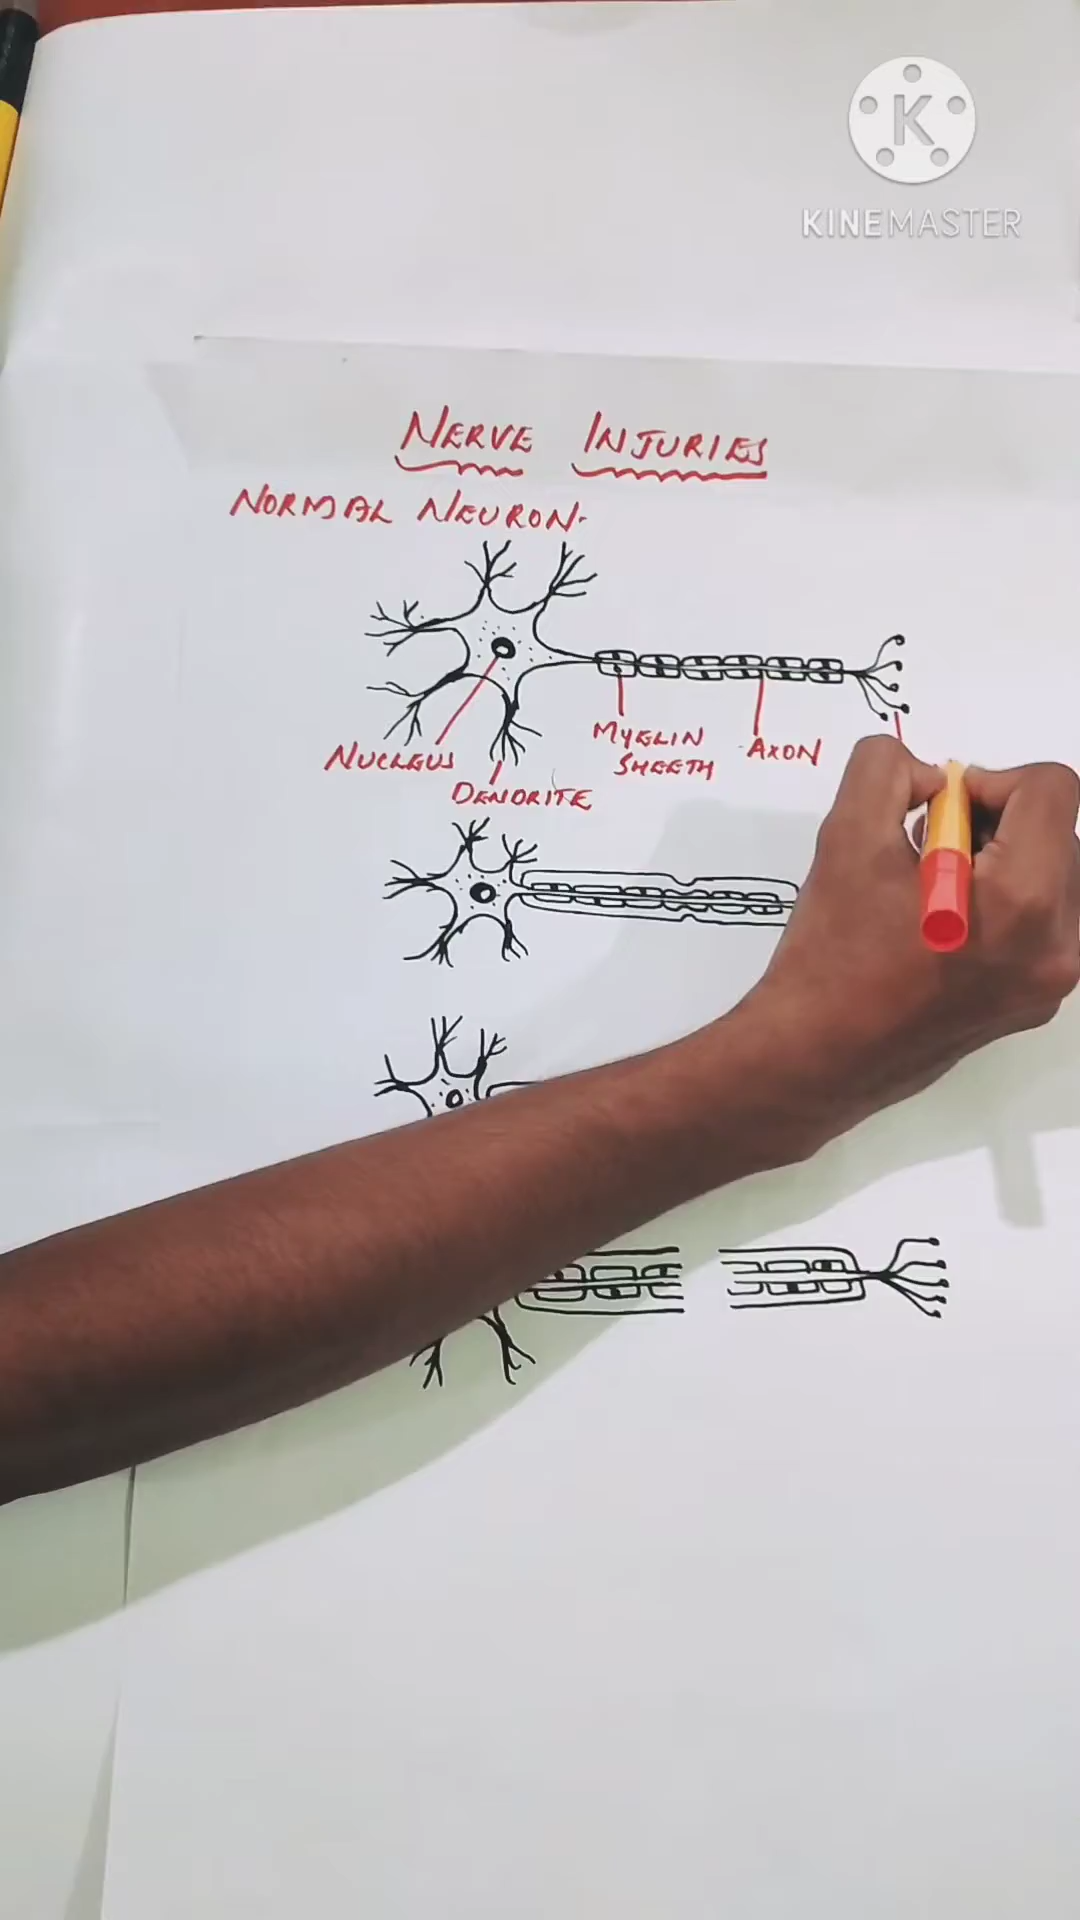 KINEMASTER
NERVE INJURIES
NORMAL NEURON.
NUCLEUS
DENDRITE
MYELIN
SHEETH
AXON